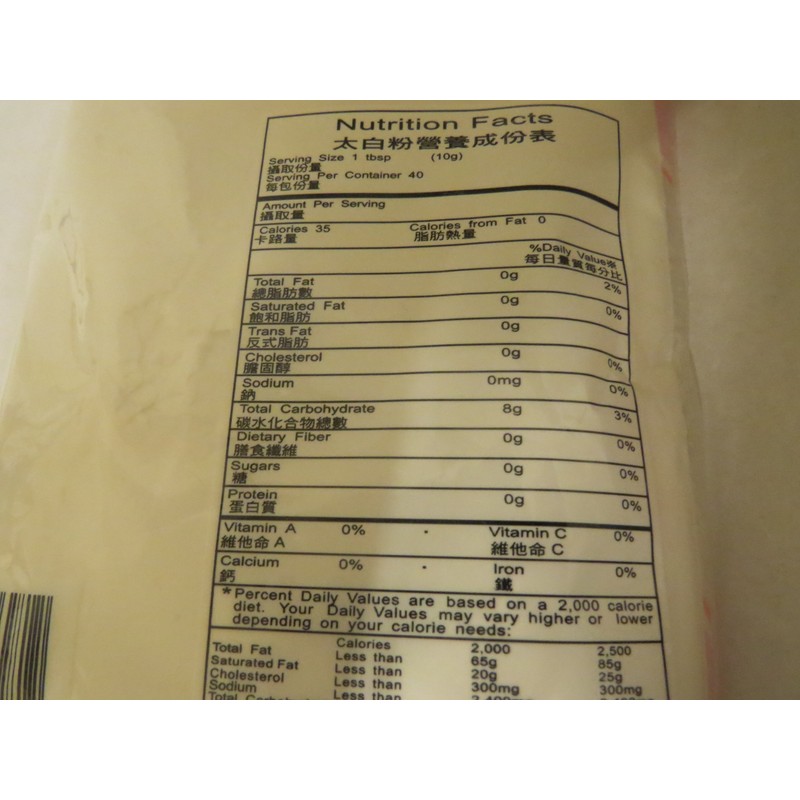 Nutrition Facts
太白粉營養成份表
Serving Size 1 tbsp (10g)
攝取份量
Serving Per Container 40
每包份量
Amount Per Serving
攝取量
Calories 35 Calories from Fat 0
卡路量 脂肪熱量
%Daily Value※
每日量質每分比
Total Fat 0g 2%
總脂肪數
Saturated Fat 0g 0%
飽和脂肪
Trans Fat 0g
反式脂肪
Cholesterol 0g 0%
膽固醇
Sodium 0mg 0%
鈉
Total Carbohydrate 8g 3%
碳水化合物總數
Dietary Fiber 0g 0%
膳食纖維
Sugars 0g 0%
糖
Protein 0g 0%
蛋白質
Vitamin A 0% · Vitamin C 0%
維他命 A 維他命 C
Calcium 0% · Iron 0%
鈣 鐵
*Percent Daily Values are based on a 2,000 calorie
diet. Your Daily Values may vary higher or lower
depending on your calorie needs:
Calories 2,000 2,500
Total Fat Less than 65g 85g
Saturated Fat Less than 20g 25g
Cholesterol Less than 300mg 300mg
Sodium Less than
Total